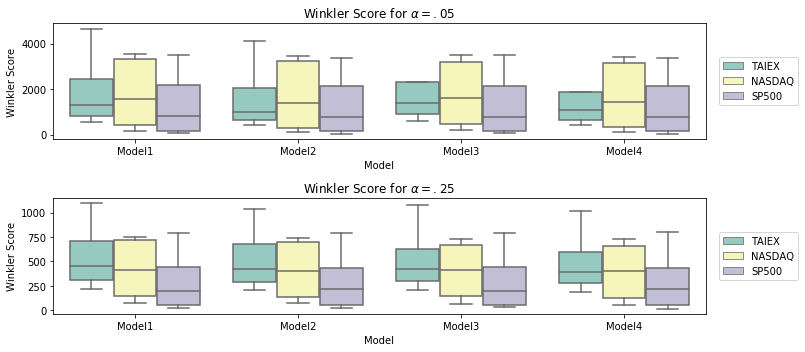 Winkler Score for α = .05
Winkler Score
4000
2000
0
Model1 Model2 Model3 Model4
Model
TAIEX
NASDAQ
SP500
Winkler Score for α = .25
Winkler Score
1000
750
500
250
0
Model1 Model2 Model3 Model4
Model
TAIEX
NASDAQ
SP500